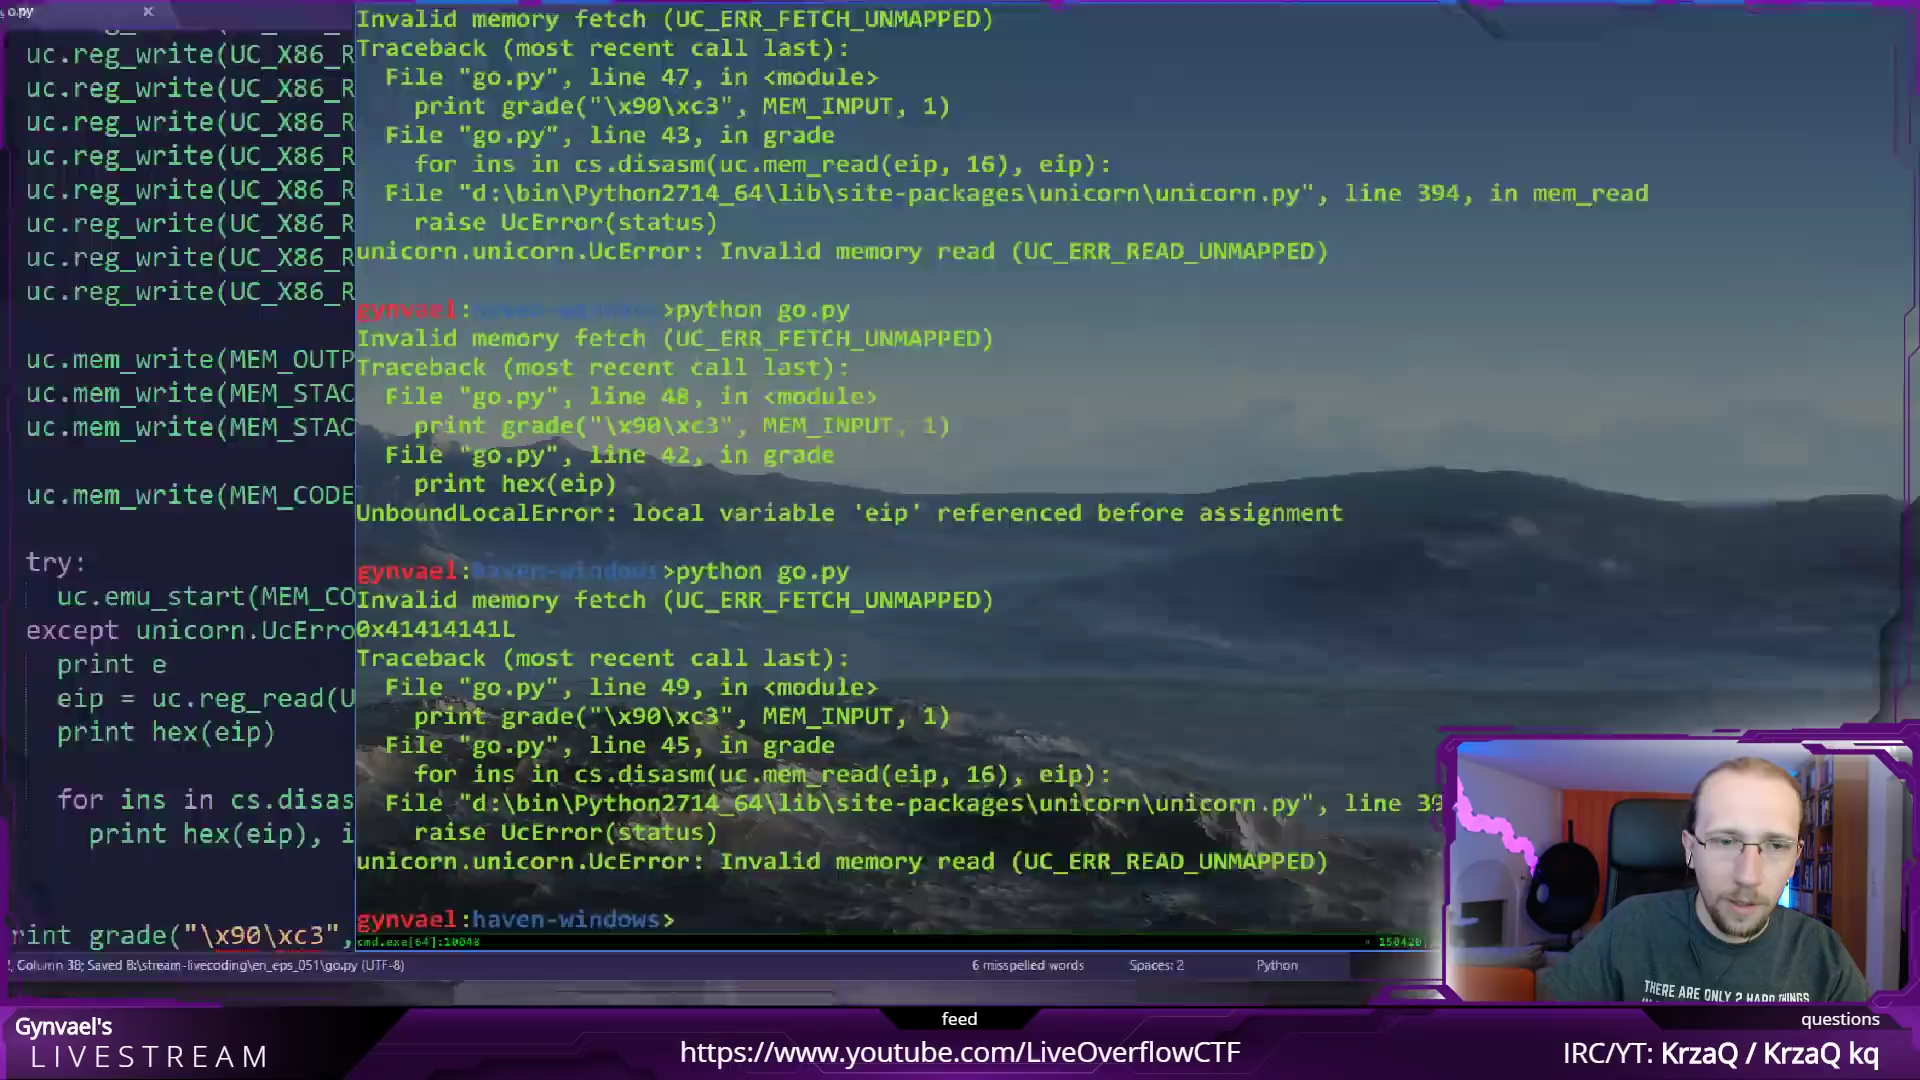 o.py
uc.reg_write(UC_X86_R
uc.reg_write(UC_X86_R
uc.reg_write(UC_X86_R
uc.reg_write(UC_X86_R
uc.reg_write(UC_X86_R
uc.reg_write(UC_X86_R
uc.reg_write(UC_X86_R
uc.reg_write(UC_X86_R
uc.mem_write(MEM_OUTP
uc.mem_write(MEM_STAC
uc.mem_write(MEM_STAC
uc.mem_write(MEM_CODE
try:
uc.emu_start(MEM_CO
except unicorn.UcErro
print e
eip = uc.reg_read(U
print hex(eip)
for ins in cs.disas
print hex(eip), i
rint grade("\x90\xc3",
Invalid memory fetch (UC_ERR_FETCH_UNMAPPED)
Traceback (most recent call last):
File "go.py", line 47, in <module>
print grade("\x90\xc3", MEM_INPUT, 1)
File "go.py", line 43, in grade
for ins in cs.disasm(uc.mem_read(eip, 16), eip):
File "d:\bin\Python2714_64\lib\site-packages\unicorn\unicorn.py", line 394, in mem_read
raise UcError(status)
unicorn.unicorn.UcError: Invalid memory read (UC_ERR_READ_UNMAPPED)
gynvael:haven-windows>python go.py
Invalid memory fetch (UC_ERR_FETCH_UNMAPPED)
Traceback (most recent call last):
File "go.py", line 48, in <module>
print grade("\x90\xc3", MEM_INPUT, 1)
File "go.py", line 42, in grade
print hex(eip)
UnboundLocalError: local variable 'eip' referenced before assignment
gynvael:haven-windows>python go.py
Invalid memory fetch (UC_ERR_FETCH_UNMAPPED)
0x41414141L
Traceback (most recent call last):
File "go.py", line 49, in <module>
print grade("\x90\xc3", MEM_INPUT, 1)
File "go.py", line 45, in grade
for ins in cs.disasm(uc.mem_read(eip, 16), eip):
File "d:\bin\Python2714_64\lib\site-packages\unicorn\unicorn.py", line 39
raise UcError(status)
unicorn.unicorn.UcError: Invalid memory read (UC_ERR_READ_UNMAPPED)
gynvael:haven-windows>
cmd.exe[64]:10048
150420
, Column 38; Saved B:\stream-livecoding\en_eps_051\go.py (UTF-8)
6 misspelled words
Spaces: 2
Python
THERE ARE ONLY 2 HARD THINGS
Gynvael's
LIVESTREAM
feed
https://www.youtube.com/LiveOverflowCTF
questions
IRC/YT: KrzaQ / KrzaQ kq